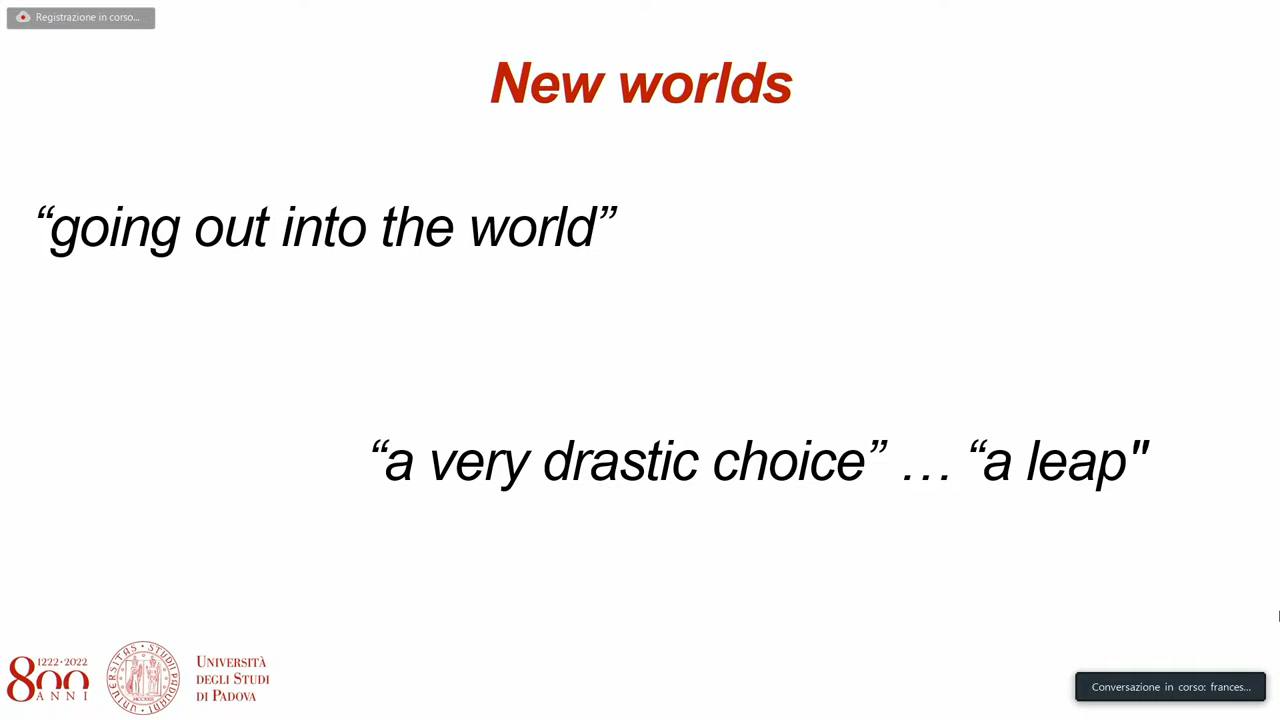 Registrazione in corso...
New worlds
“going out into the world”
“a very drastic choice” … “a leap"
800
1222·2022
ANNI
UNIVERSITÀ
DEGLI STUDI
DI PADOVA
Conversazione in corso: frances...